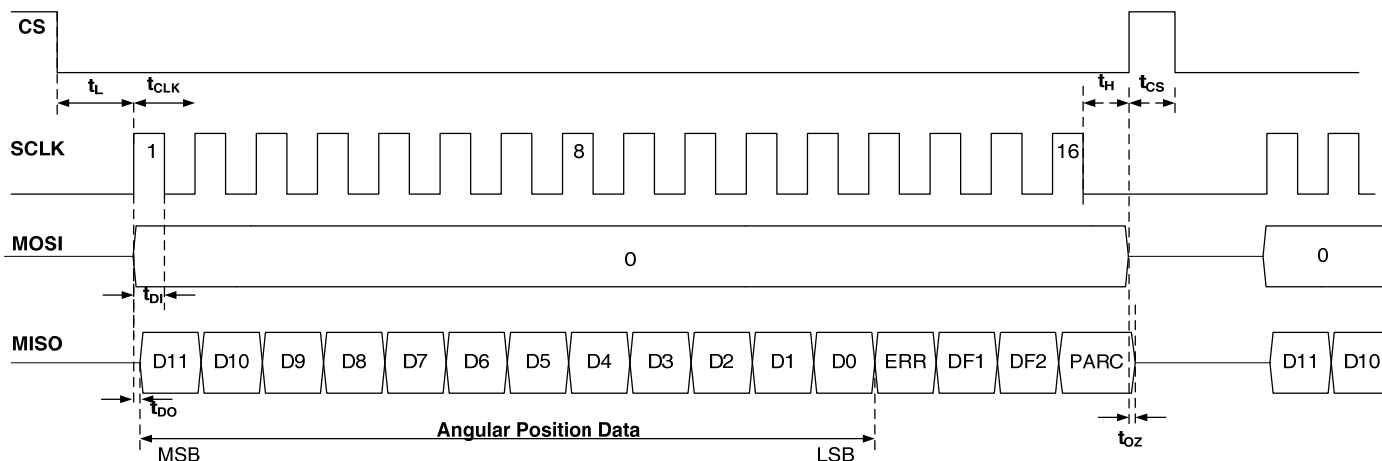 CS
tL tCLK tH tCS
SCLK 1 8 16
MOSI 0 0
tDI
MISO D11 D10 D9 D8 D7 D6 D5 D4 D3 D2 D1 D0 ERR DF1 DF2 PARC D11 D10
tDO
Angular Position Data
tOZ
MSB LSB